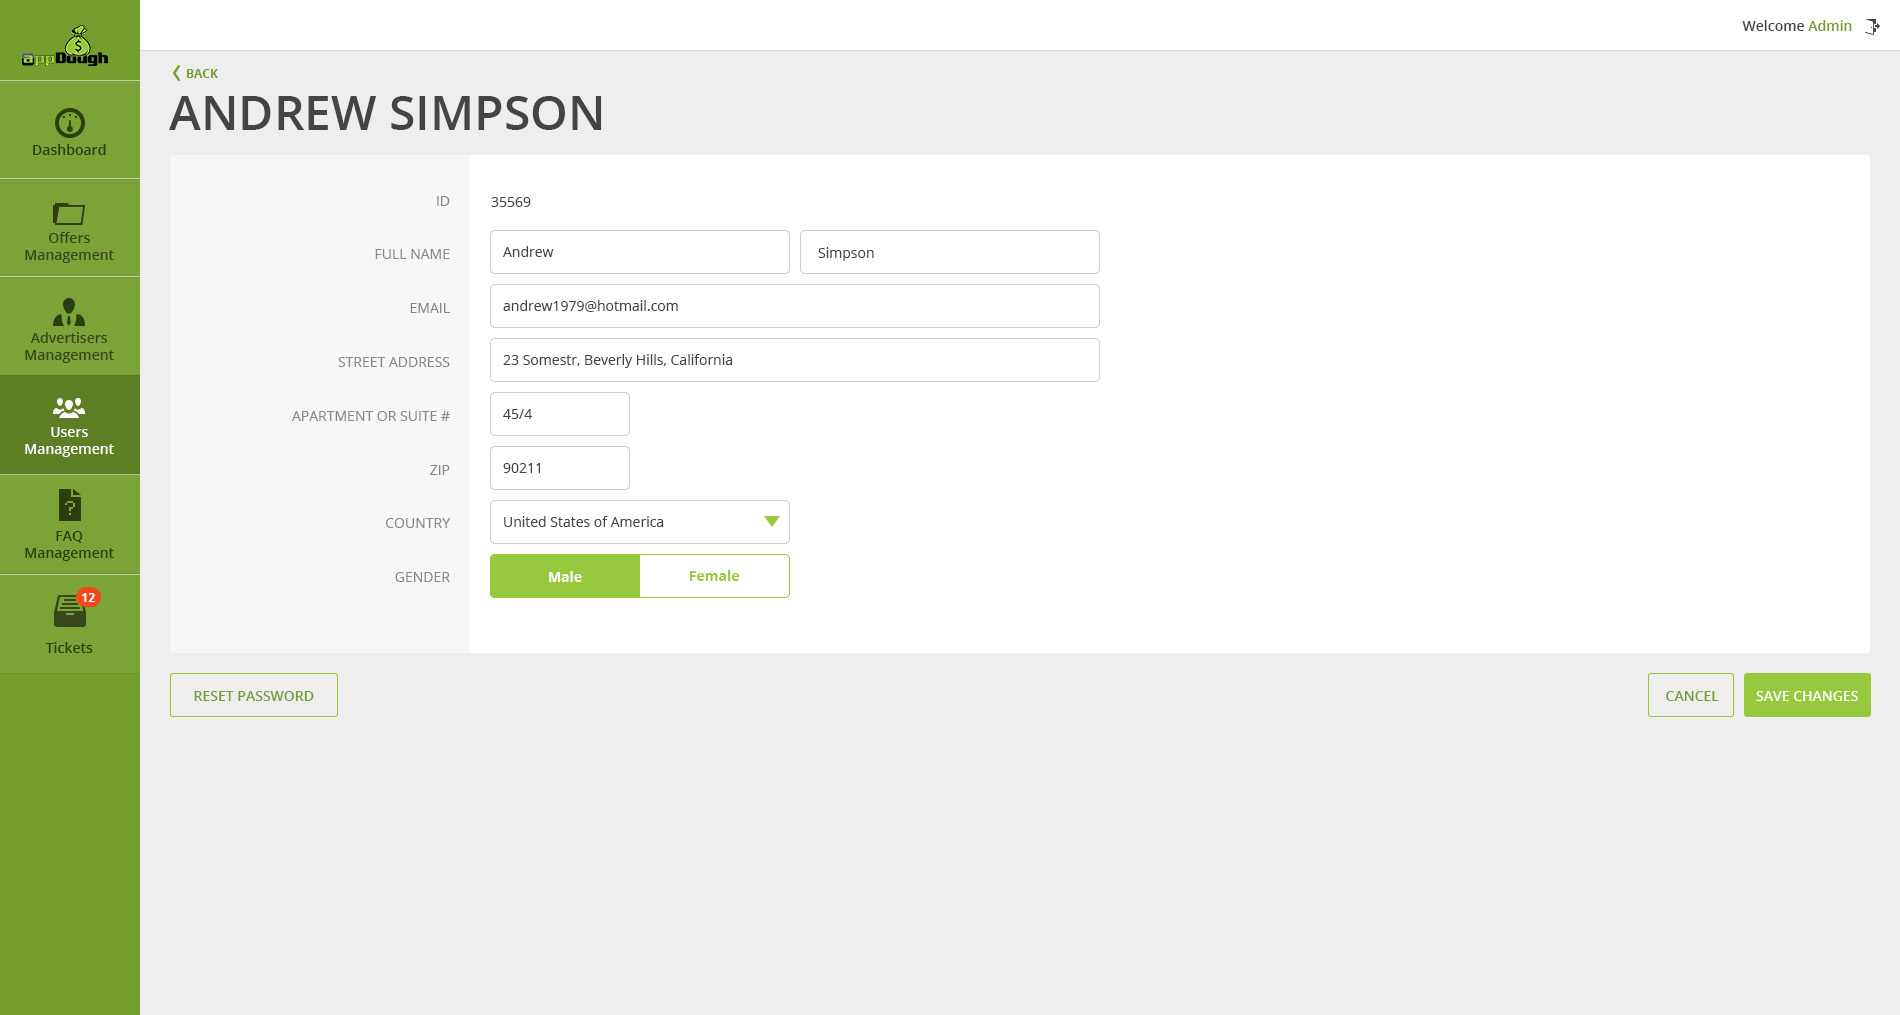 appDough
Welcome Admin
Dashboard
Offers
Management
Advertisers
Management
Users
Management
FAQ
Management
12
Tickets
BACK
ANDREW SIMPSON
ID 35569
FULL NAME Andrew Simpson
EMAIL andrew1979@hotmail.com
STREET ADDRESS 23 Somestr, Beverly Hills, California
APARTMENT OR SUITE # 45/4
ZIP 90211
COUNTRY United States of America
GENDER Male Female
RESET PASSWORD CANCEL SAVE CHANGES